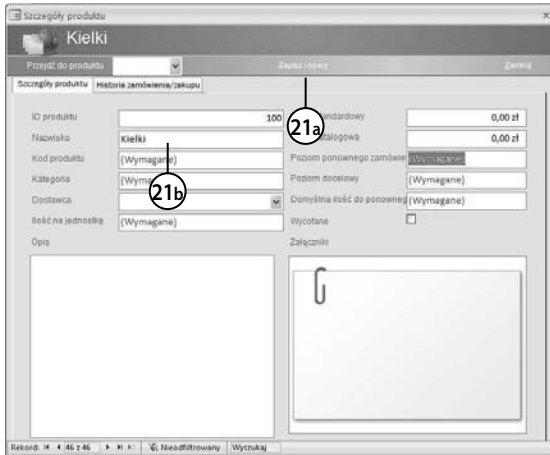 Szczegóły produktu
Kielki
Przejdź do produktu
Zapisz i nowy
Zamknij
Szczegóły produktu Historia zamówienia/zakupu
ID produktu 100
andardowy 0,00 zł
21a
Nazwisko Kielki
atalogowa 0,00 zł
Kod produktu (Wymagane)
Poziom ponownego zamówie (Wymagane)
Kategoria (Wyma
21b
Poziom docelowy (Wymagane)
Dostawca
Domyślna ilość do ponowneg (Wymagane)
Ilość na jednostkę (Wymagane)
Wycofane
Opis
Załączniki
Rekord: 46 z 46 Nieodfiltrowany Wyszukaj